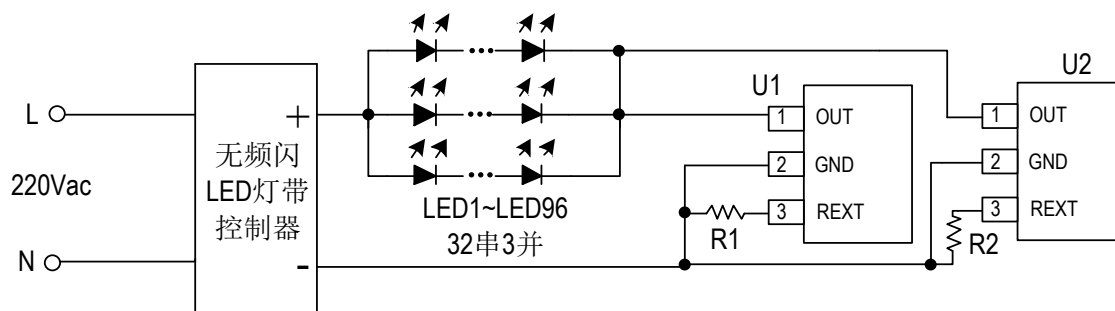 L
220Vac
N
无频闪
LED灯带
控制器
+
-
LED1~LED96
32串3并
U1
1 OUT
2 GND
3 REXT
R1
U2
1 OUT
2 GND
3 REXT
R2